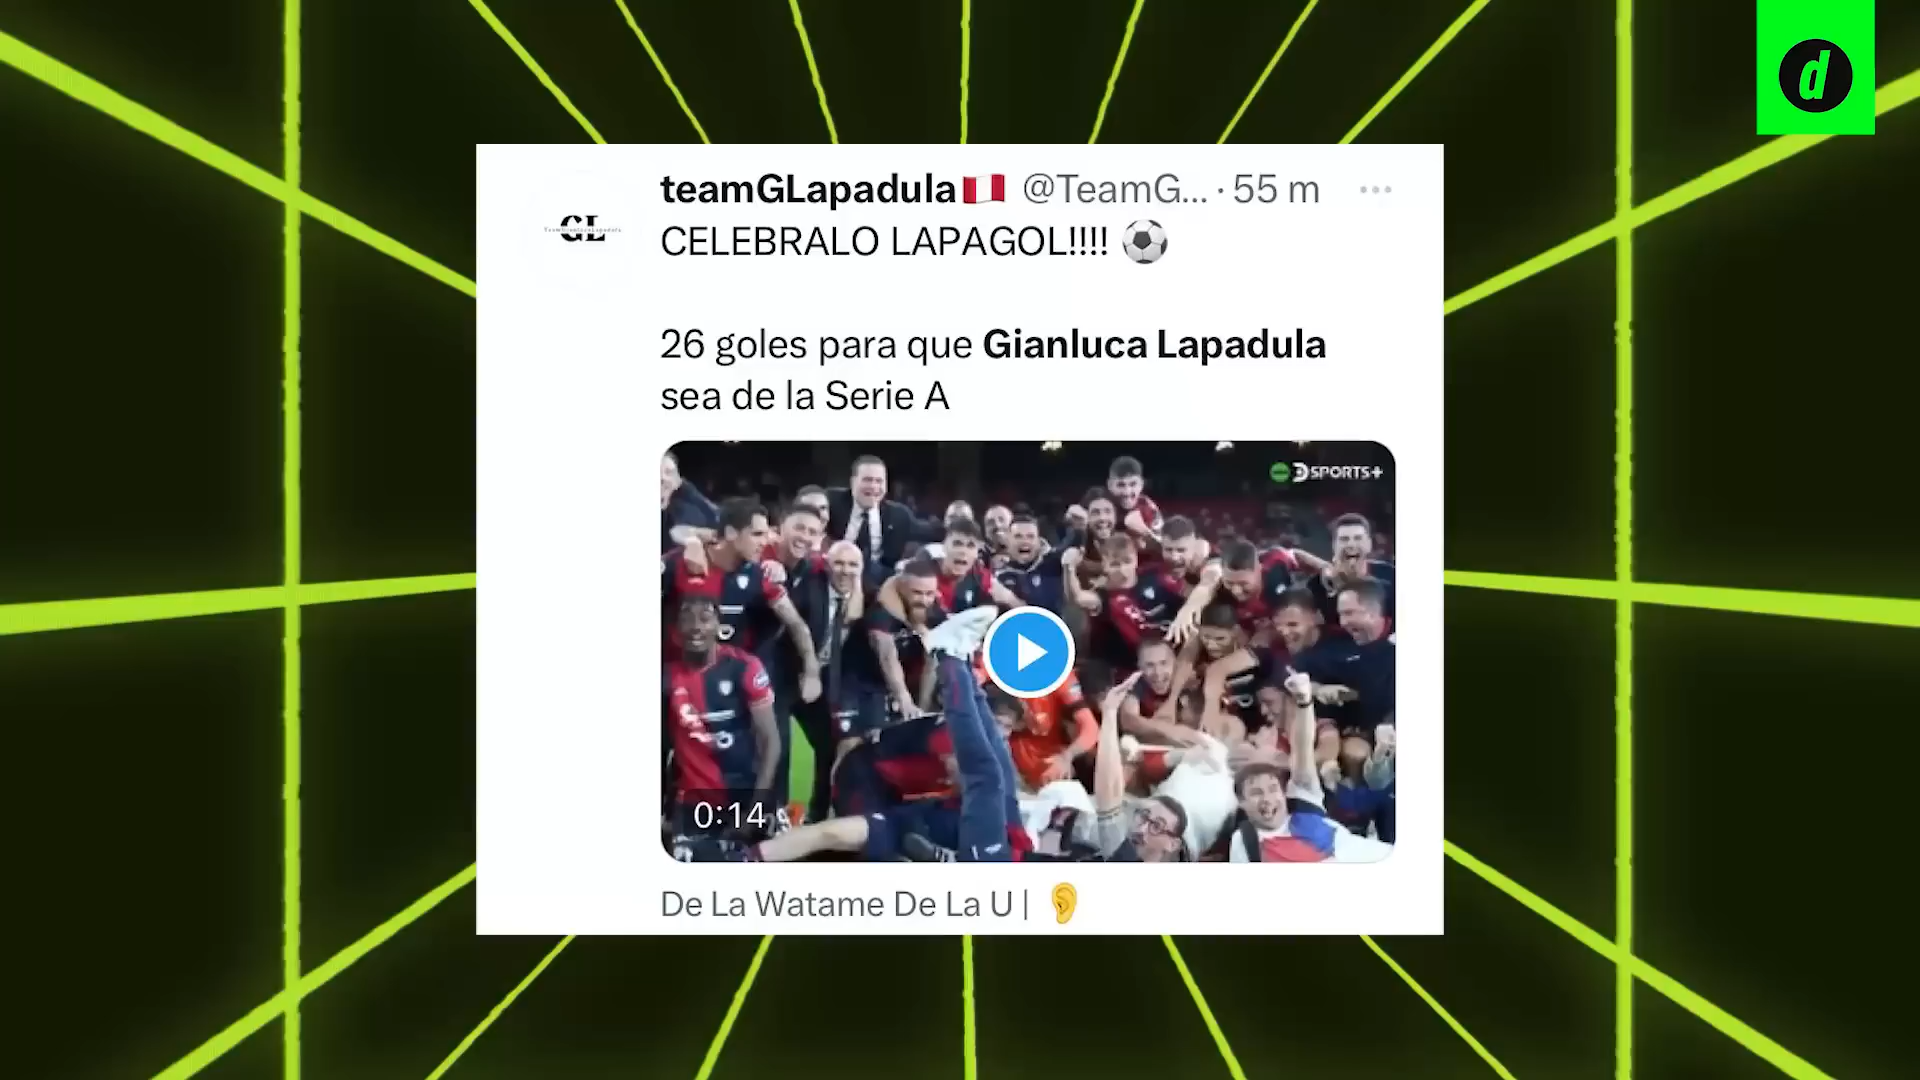 d
teamGLapadula🇵🇪 @TeamG... · 55 m
GL
CELEBRALO LAPAGOL!!!! ⚽
26 goles para que Gianluca Lapadula
sea de la Serie A
DSPORTS+
0:14
De La Watame De La U | 👂